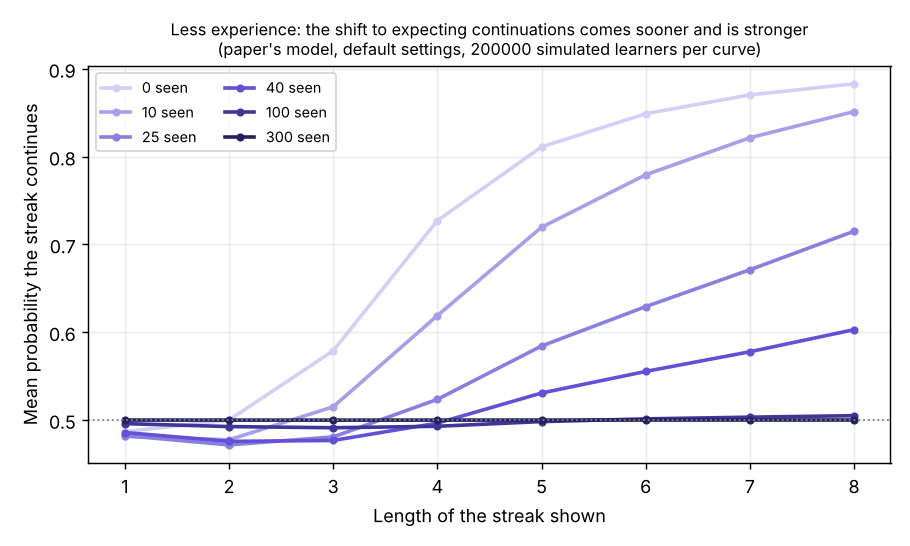 Less experience: the shift to expecting continuations comes sooner and is stronger
(paper's model, default settings, 200000 simulated learners per curve)
0.9
0.8
0.7
0.6
0.5
Mean probability the streak continues
0 seen
10 seen
25 seen
40 seen
100 seen
300 seen
1 2 3 4 5 6 7 8
Length of the streak shown